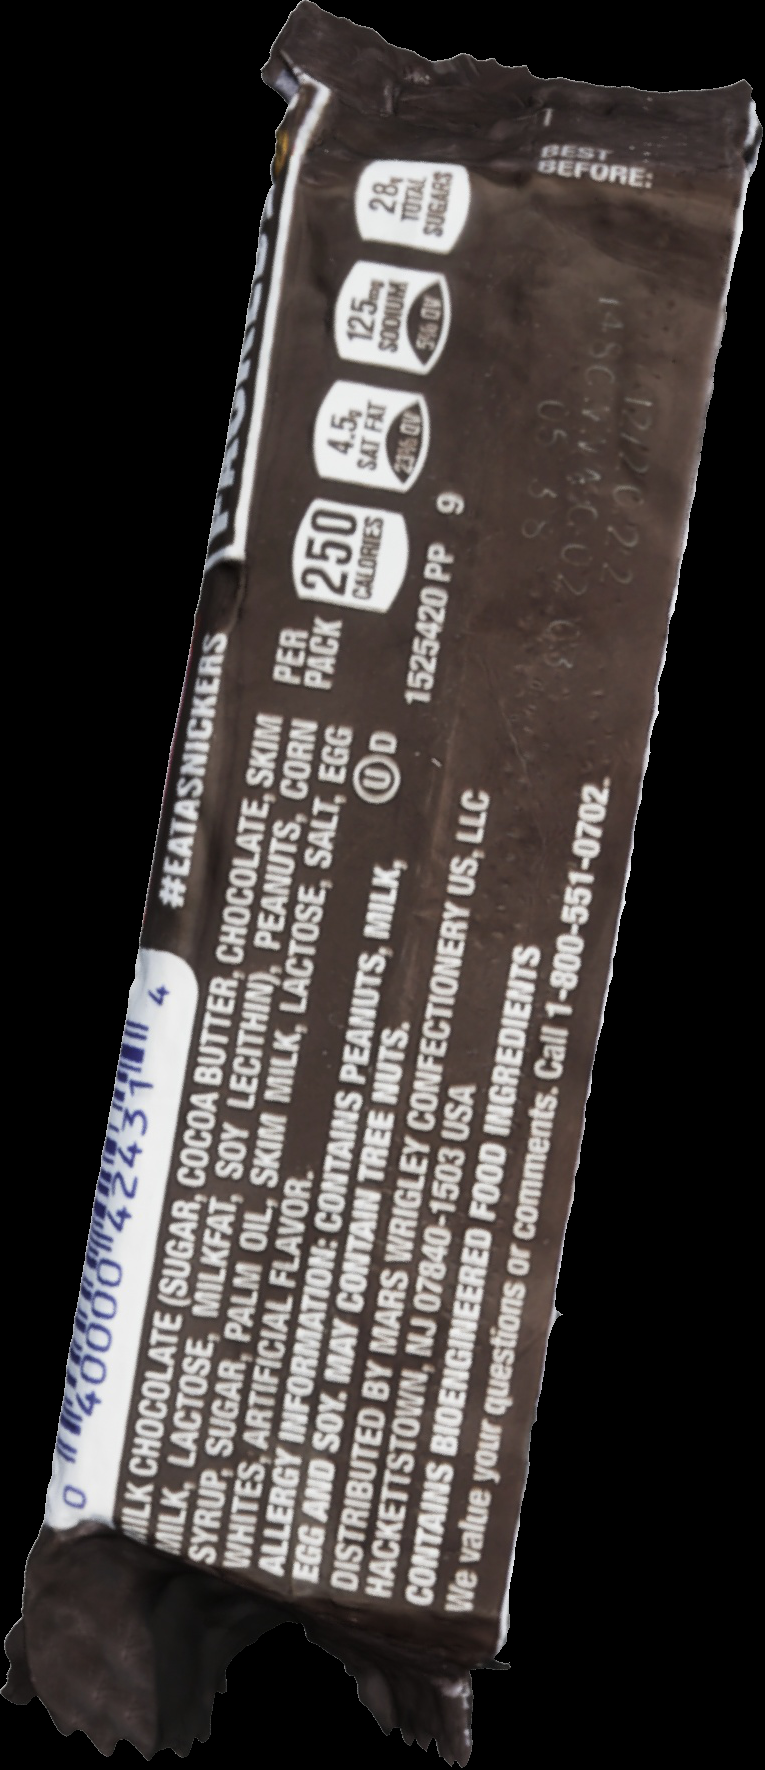 #EATASNICKERS
0 40000 42431 4
MILK CHOCOLATE (SUGAR, COCOA BUTTER, CHOCOLATE, SKIM
MILK, LACTOSE, MILKFAT, SOY LECITHIN), PEANUTS, CORN
SYRUP, SUGAR, PALM OIL, SKIM MILK, LACTOSE, SALT, EGG
WHITES, ARTIFICIAL FLAVOR.
ALLERGY INFORMATION: CONTAINS PEANUTS, MILK,
EGG AND SOY. MAY CONTAIN TREE NUTS.
DISTRIBUTED BY MARS WRIGLEY CONFECTIONERY US, LLC
HACKETTSTOWN, NJ 07840-1503 USA
CONTAINS BIOENGINEERED FOOD INGREDIENTS
We value your questions or comments. Call 1-800-551-0702.
U D
PER
PACK
250
CALORIES
4.5g
SAT FAT
23% DV
125mg
SODIUM
5% DV
28g
TOTAL
SUGARS
1525420 PP 9
BEST
BEFORE:
12/2022